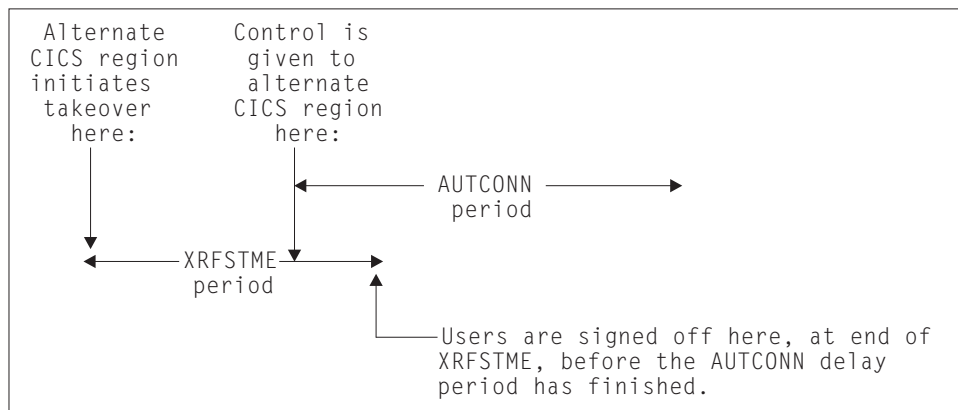 Alternate
CICS region
initiates
takeover
here:
Control is
given to
alternate
CICS region
here:
AUTCONN
period
XRFSTME
period
Users are signed off here, at end of
XRFSTME, before the AUTCONN delay
period has finished.